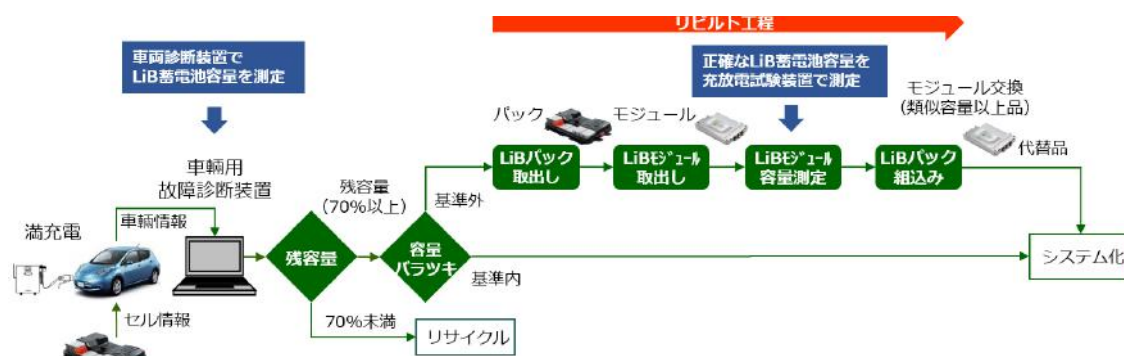 リビルト工程
車両診断装置で
LiB蓄電池容量を測定
正確なLiB蓄電池容量を
充放電試験装置で測定
モジュール交換
(類似容量以上品)
パック
モジュール
代替品
LiBパック
取出し
LiBﾓｼﾞｭｰﾙ
取出し
LiBﾓｼﾞｭｰﾙ
容量測定
LiBパック
組込み
車輛用
故障診断装置
残容量
(70%以上)
基準外
満充電
車輛情報
残容量
容量
バラツキ
基準内
システム化
セル情報
70%未満
リサイクル